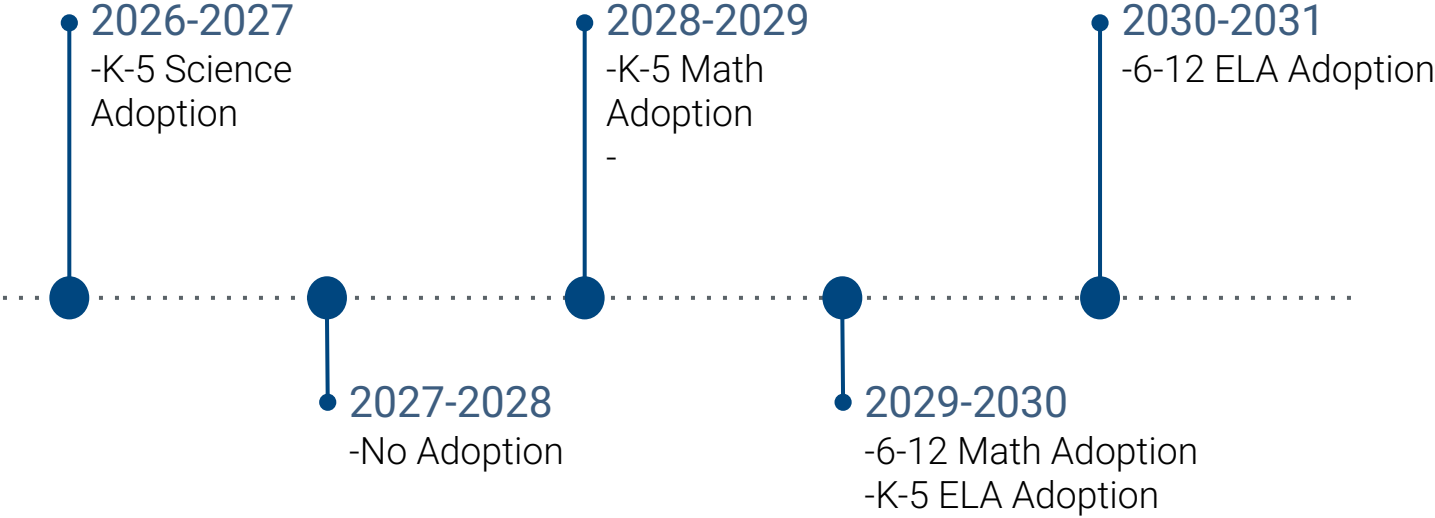 2026-2027
-K-5 Science
Adoption
2027-2028
-No Adoption
2028-2029
-K-5 Math
Adoption
-
2029-2030
-6-12 Math Adoption
-K-5 ELA Adoption
2030-2031
-6-12 ELA Adoption